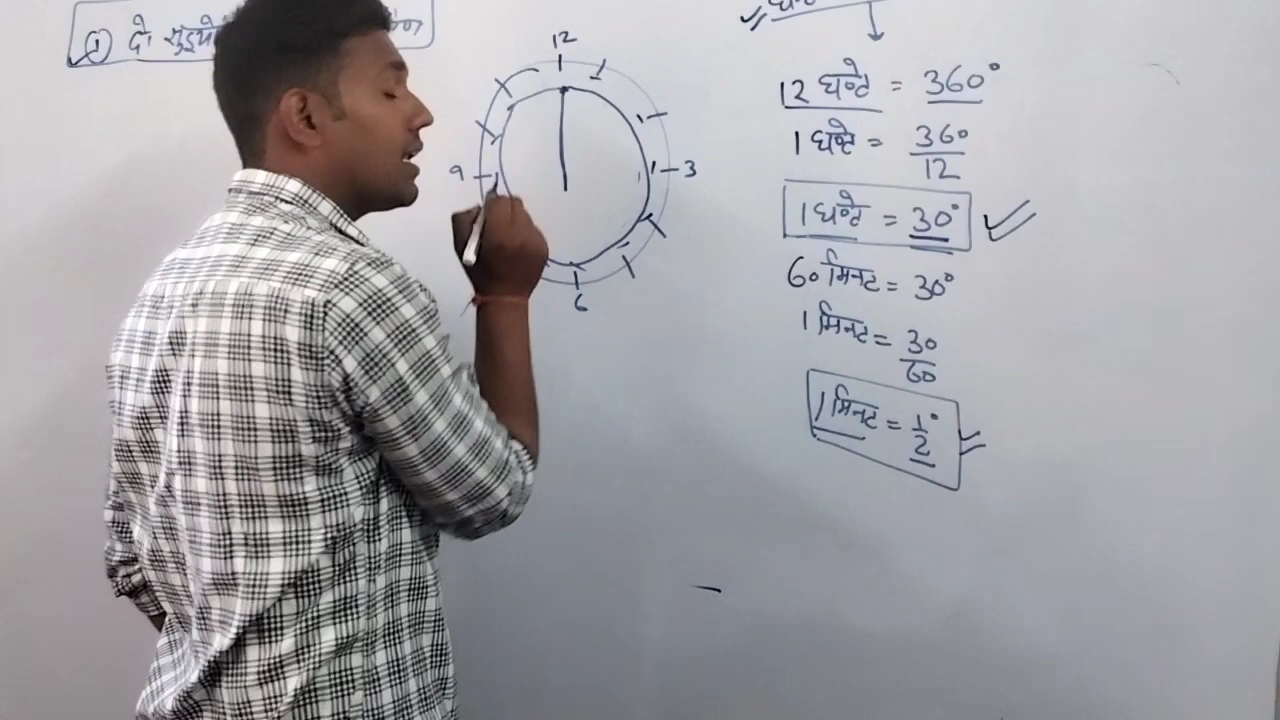 ① दो
12
9
3
6
12 घण्टे = 360°
1 घण्टे = 360/12
1 घण्टे = 30°
60 मिनट = 30°
1 मिनट = 30/60
1 मिनट = 1/2°